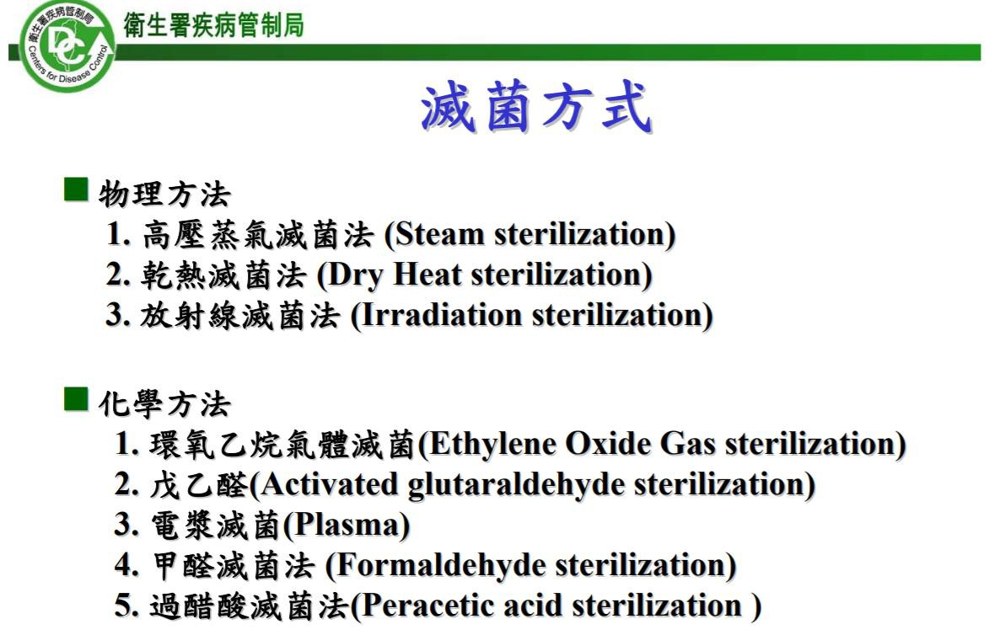 衛生署疾病管制局
衛生署疾病管制局
DC
Centers for Disease Control
滅菌方式
物理方法
1. 高壓蒸氣滅菌法 (Steam sterilization)
2. 乾熱滅菌法 (Dry Heat sterilization)
3. 放射線滅菌法 (Irradiation sterilization)
化學方法
1. 環氧乙烷氣體滅菌(Ethylene Oxide Gas sterilization)
2. 戊乙醛(Activated glutaraldehyde sterilization)
3. 電漿滅菌(Plasma)
4. 甲醛滅菌法 (Formaldehyde sterilization)
5. 過醋酸滅菌法(Peracetic acid sterilization )